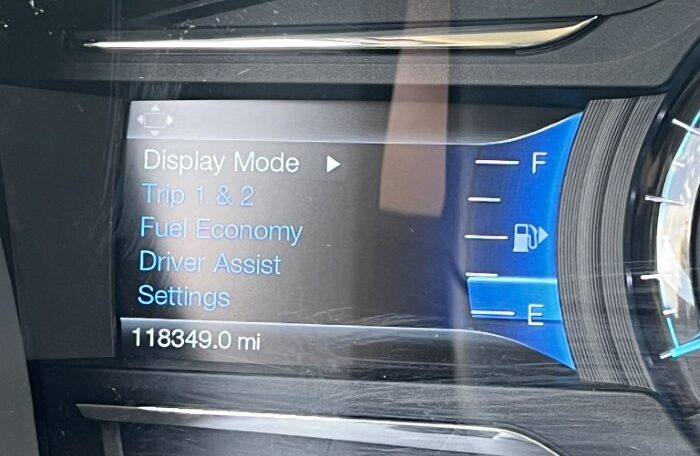 Display Mode
Trip 1 & 2
Fuel Economy
Driver Assist
Settings
118349.0 mi
F
E